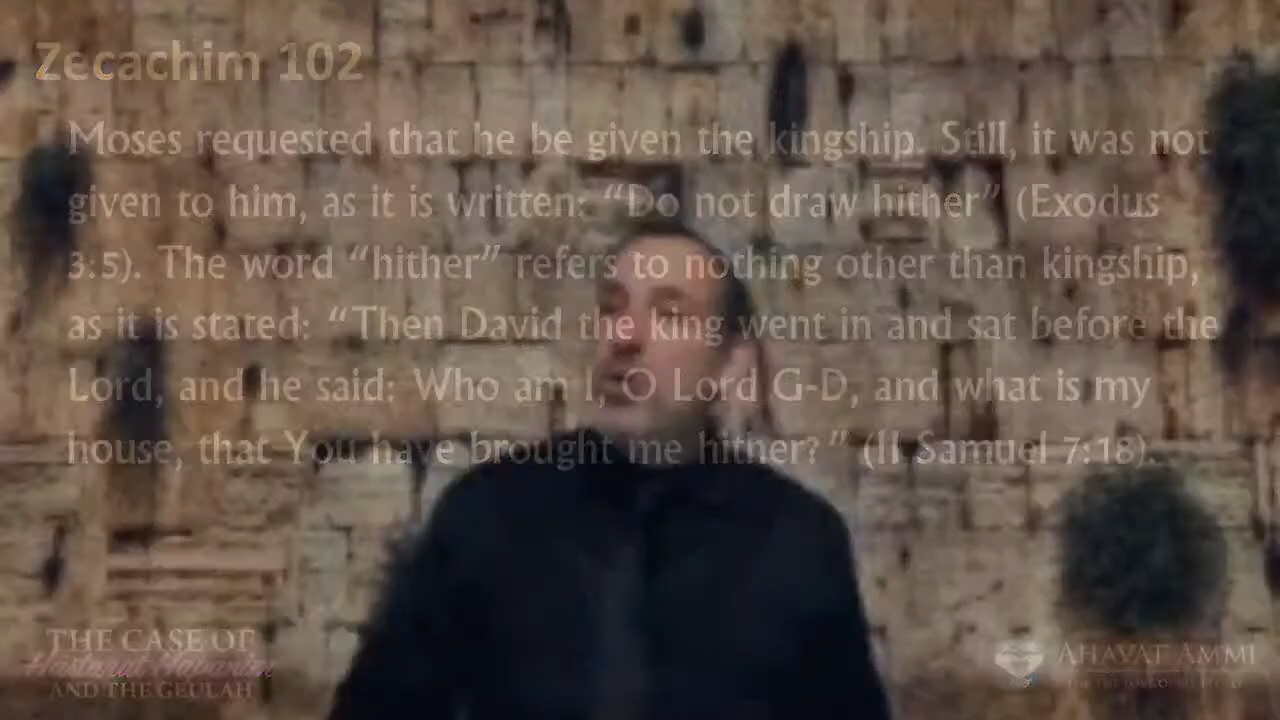 Zecachim 102
Moses requested that he be given the kingship. Still, it was not
given to him, as it is written: “Do not draw hither” (Exodus
3:5). The word “hither” refers to nothing other than kingship,
as it is stated: “Then David the king went in and sat before the
Lord, and he said: Who am I, O Lord G-D, and what is my
house, that You have brought me hither?” (II Samuel 7:18).
THE CASE OF
AND THE GEULAH
AHAVAT AMMI